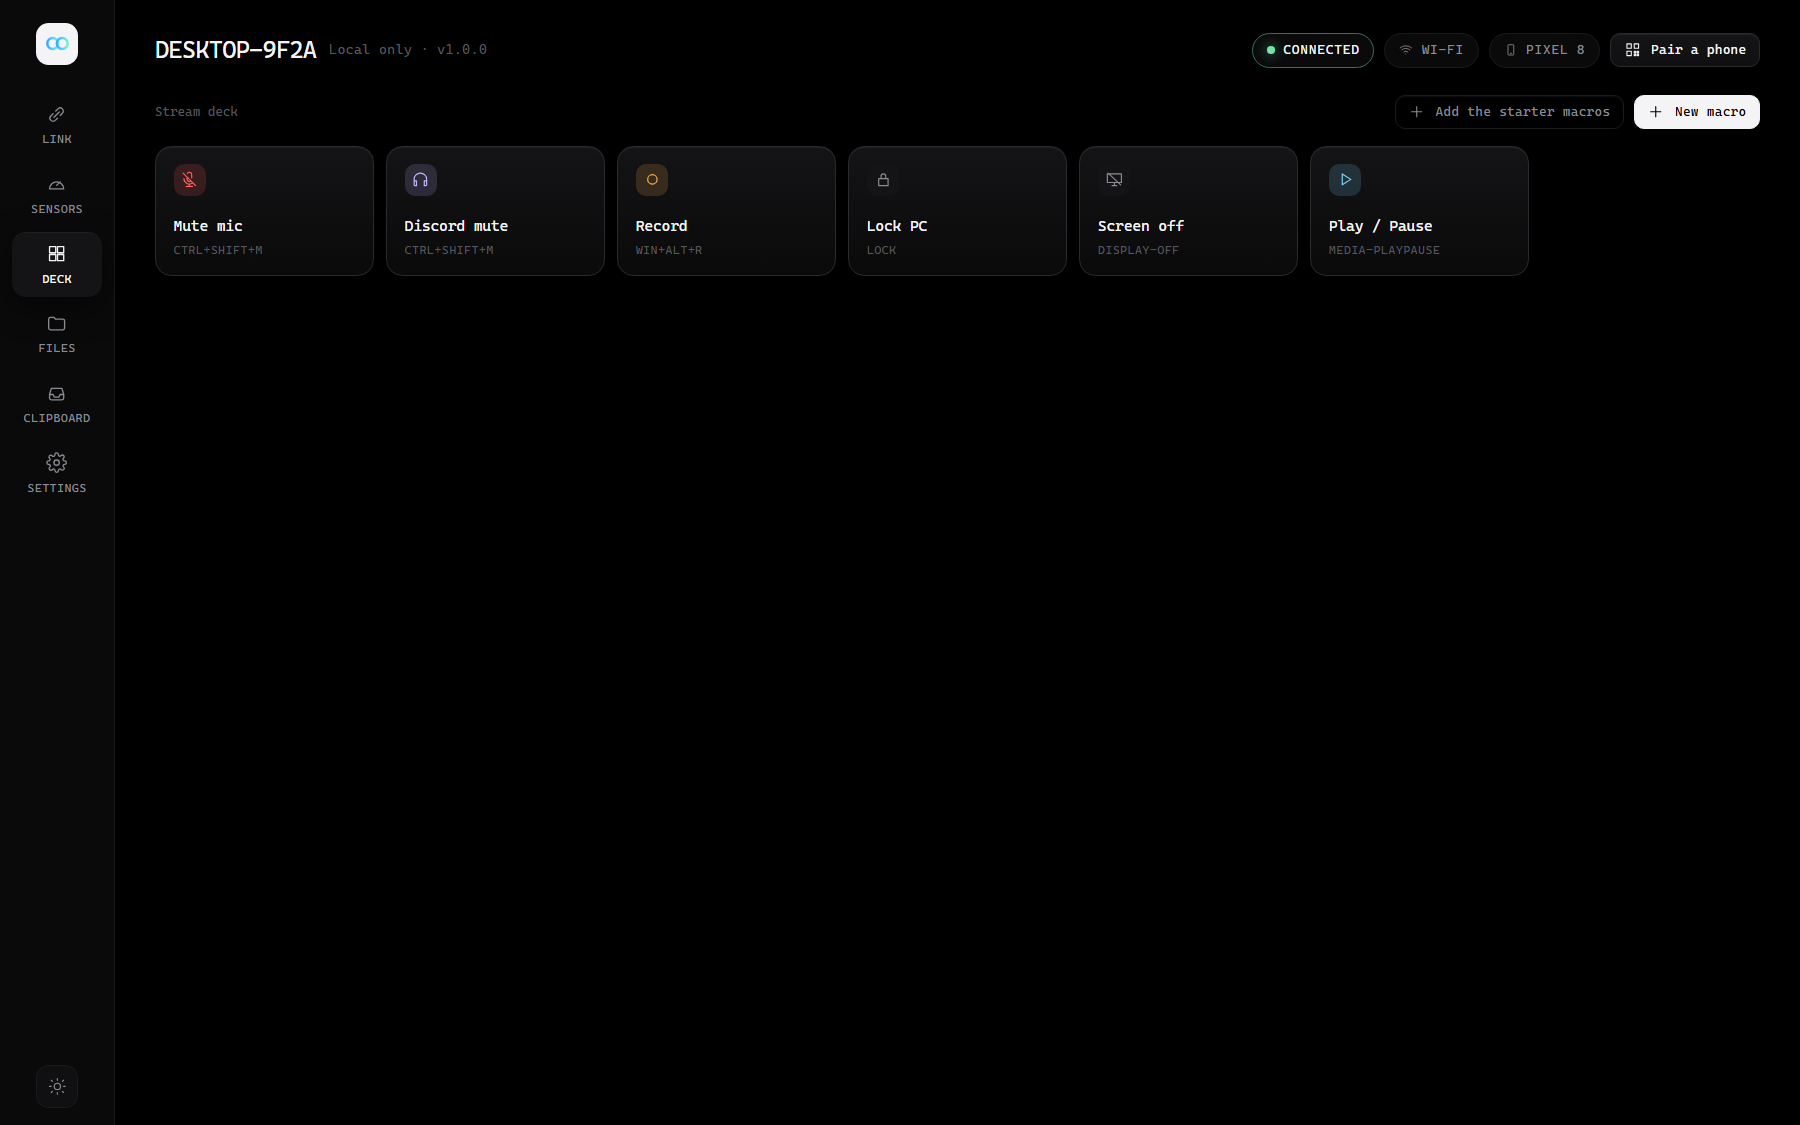 DESKTOP-9F2A Local only · v1.0.0
CONNECTED
WI-FI
PIXEL 8
Pair a phone
LINK
SENSORS
DECK
FILES
CLIPBOARD
SETTINGS
Stream deck
Add the starter macros
New macro
Mute mic
CTRL+SHIFT+M
Discord mute
CTRL+SHIFT+M
Record
WIN+ALT+R
Lock PC
LOCK
Screen off
DISPLAY-OFF
Play / Pause
MEDIA-PLAYPAUSE